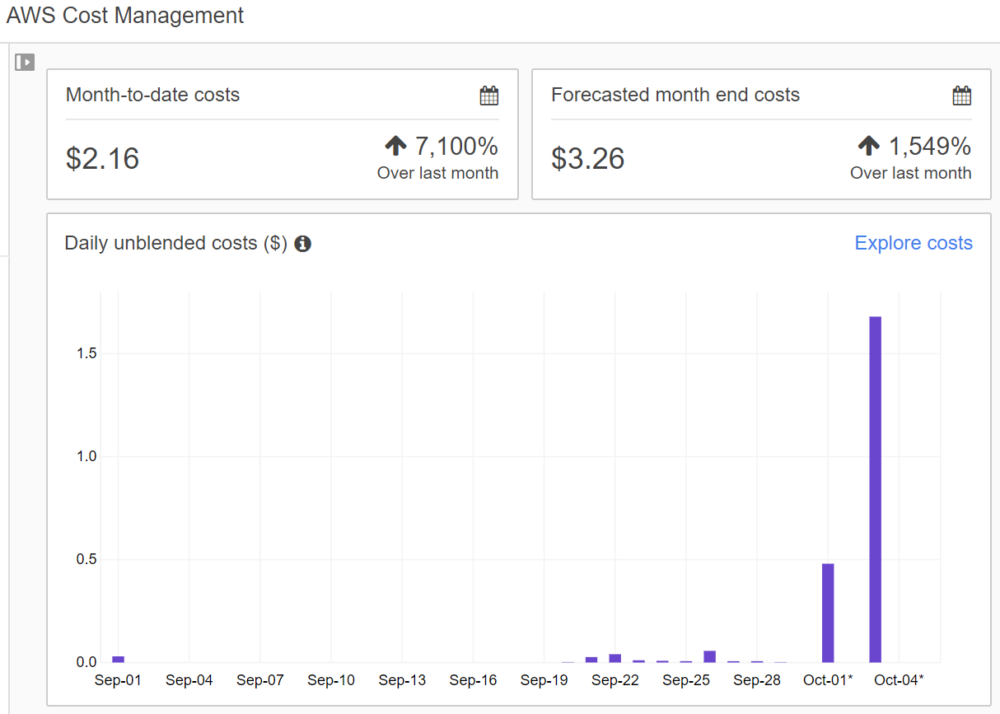 AWS Cost Management
Month-to-date costs
$2.16
7,100%
Over last month
Forecasted month end costs
$3.26
1,549%
Over last month
Daily unblended costs ($)
Explore costs
1.5
1.0
0.5
0.0
Sep-01 Sep-04 Sep-07 Sep-10 Sep-13 Sep-16 Sep-19 Sep-22 Sep-25 Sep-28 Oct-01* Oct-04*